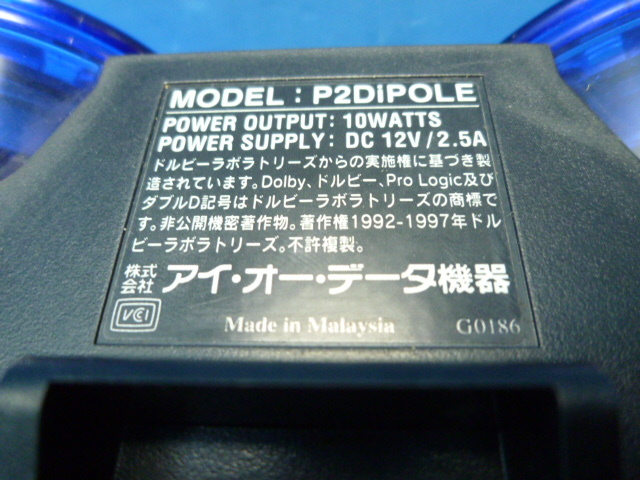 MODEL : P2DiPOLE
POWER OUTPUT: 10WATTS
POWER SUPPLY: DC 12V/2.5A
ドルビーラボラトリーズからの実施権に基づき製
造されています。Dolby、ドルビー、Pro Logic及び
ダブルD記号はドルビーラボラトリーズの商標で
す。非公開機密著作物。著作権1992-1997年ドル
ビーラボラトリーズ。不許複製。
株式会社 アイ・オー・データ機器
VCI Made in Malaysia G0186